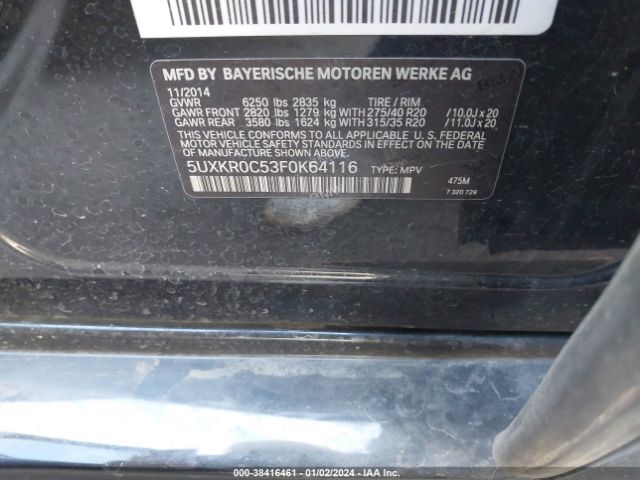 MFD BY BAYERISCHE MOTOREN WERKE AG
11/2014
GVWR 6250 lbs 2835 kg TIRE / RIM
GAWR FRONT 2820 lbs 1279 kg WITH 275/40 R20 / 10.0J x 20
GAWR REAR 3580 lbs 1624 kg WITH 315/35 R20 / 11.0J x 20
THIS VEHICLE CONFORMS TO ALL APPLICABLE U. S. FEDERAL
MOTOR VEHICLE SAFETY STANDARDS IN EFFECT ON THE
DATE OF MANUFACTURE SHOWN ABOVE.
5UXKR0C53F0K64116 TYPE: MPV 475M
7 320 729
000-38416461 - 01/02/2024 - IAA Inc.